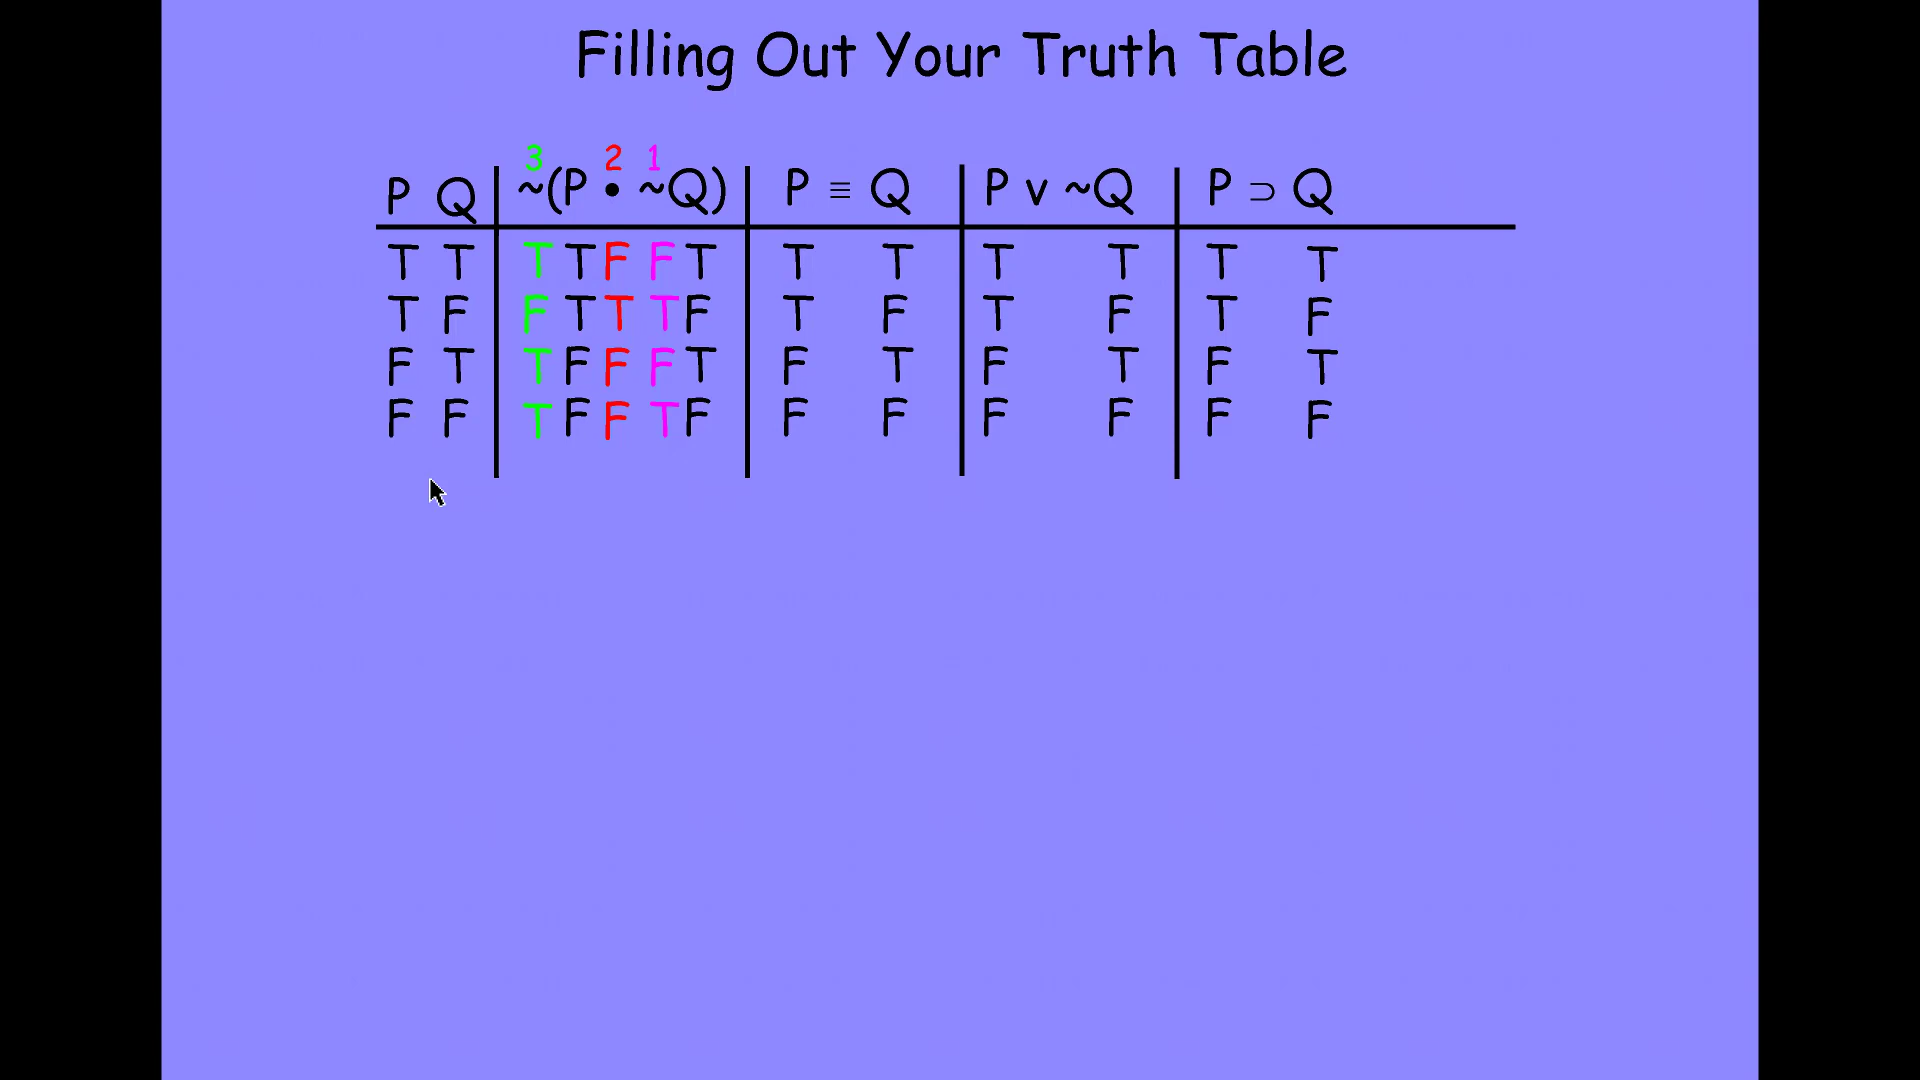 Filling Out Your Truth Table
3 2 1
P Q ~(P • ~Q) P ≡ Q P v ~Q P ⊃ Q
T T T T F F T T T T T T T
T F F T T T F T F T F T F
F T T F F F T F T F T F T
F F T F F T F F F F F F F